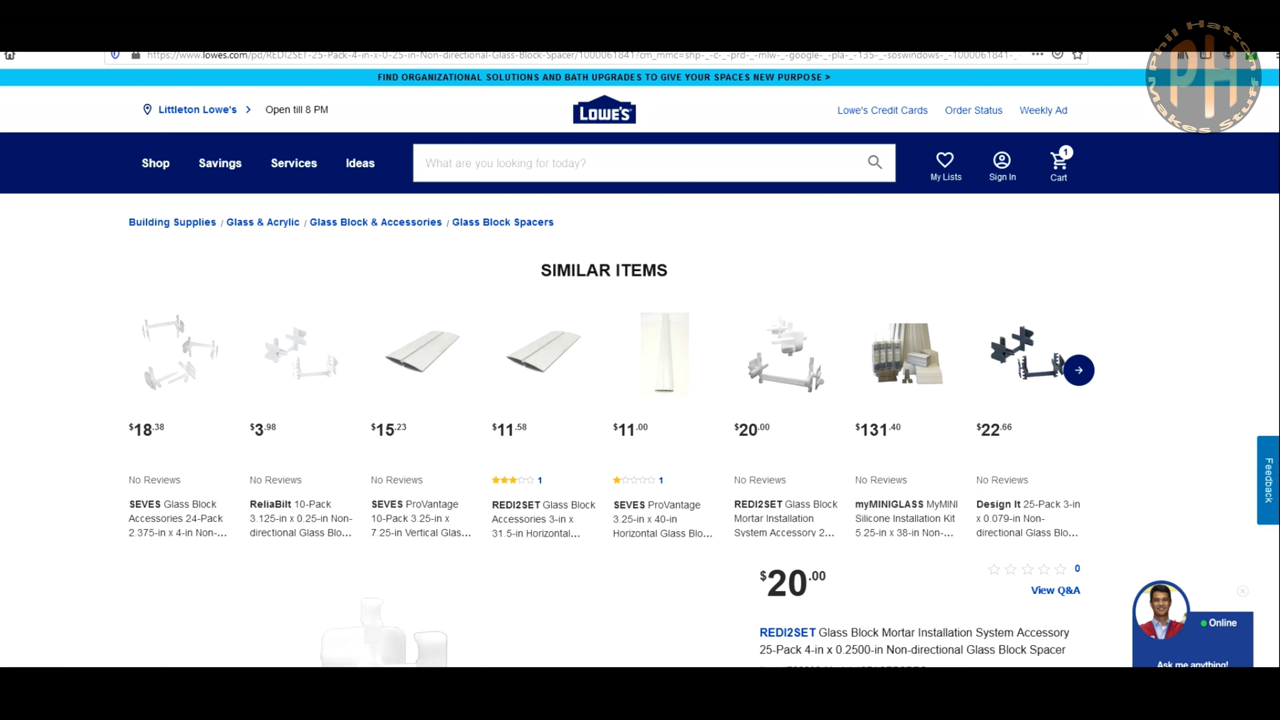 https://www.lowes.com/pd/REDI2SET-25-Pack-4-in-x-0-25-in-Non-directional-Glass-Block-Spacer/1000061841?cm_mmc=shp-_-c-_-prd-_-mlw-_-google-_-pla-_-135-_-soswindows-_-1000061841-_
Phil Hatton
PH
Makes Stuff
FIND ORGANIZATIONAL SOLUTIONS AND BATH UPGRADES TO GIVE YOUR SPACES NEW PURPOSE >
Littleton Lowe's > Open till 8 PM
LOWE'S
Lowe's Credit Cards Order Status Weekly Ad
Shop Savings Services Ideas
What are you looking for today?
1
My Lists Sign In Cart
Building Supplies / Glass & Acrylic / Glass Block & Accessories / Glass Block Spacers
SIMILAR ITEMS
$18.38 $3.98 $15.23 $11.58 $11.00 $20.00 $131.40 $22.66
No Reviews No Reviews No Reviews 1 1 No Reviews No Reviews No Reviews
SEVES Glass Block ReliaBilt 10-Pack SEVES ProVantage REDI2SET Glass Block SEVES ProVantage REDI2SET Glass Block myMINIGLASS MyMINI Design It 25-Pack 3-in
Accessories 24-Pack 3.125-in x 0.25-in Non- 10-Pack 3.25-in x Accessories 3-in x 3.25-in x 40-in Mortar Installation Silicone Installation Kit x 0.079-in Non-
2.375-in x 4-in Non-... directional Glass Blo... 7.25-in Vertical Glas... 31.5-in Horizontal... Horizontal Glass Blo... System Accessory 2... 5.25-in x 38-in Non-... directional Glass Blo...
$20.00
0
View Q&A
REDI2SET Glass Block Mortar Installation System Accessory
25-Pack 4-in x 0.2500-in Non-directional Glass Block Spacer
Feedback
Online
Ask me anything!